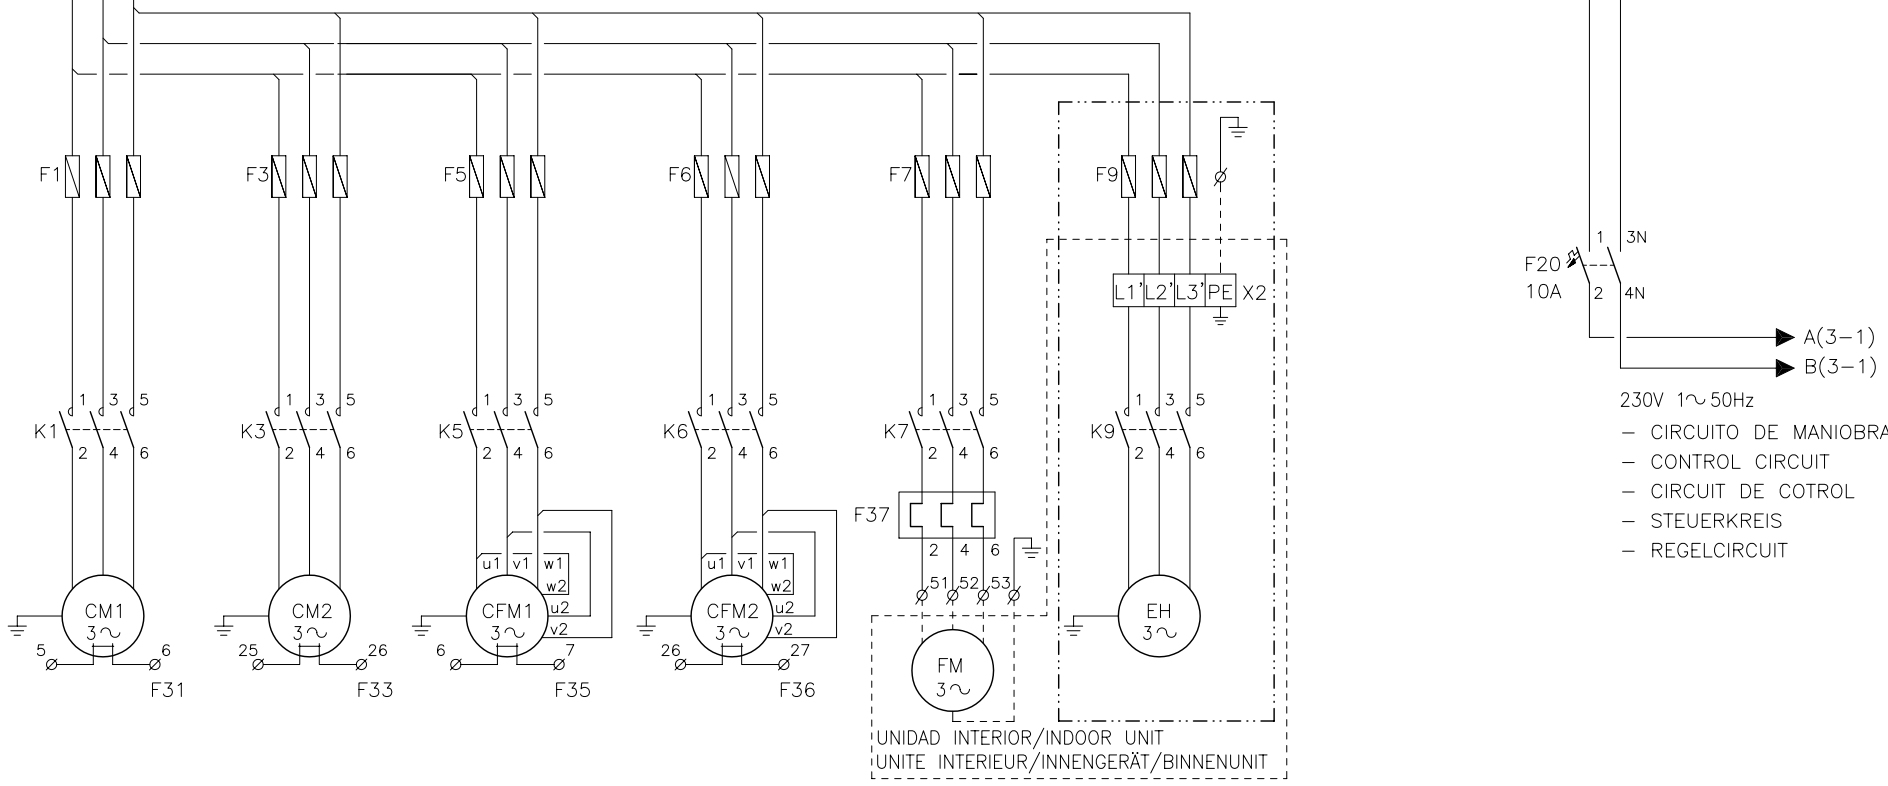 F1 F3 F5 F6 F7 F9
1 3N
F20
10A 2 4N
L1' L2' L3' PE X2
A(3-1)
B(3-1)
230V 1∿ 50Hz
- CIRCUITO DE MANIOBRA
- CONTROL CIRCUIT
- CIRCUIT DE COTROL
- STEUERKREIS
- REGELCIRCUIT
1 3 5 1 3 5 1 3 5 1 3 5 1 3 5 1 3 5
K1 K3 K5 K6 K7 K9
2 4 6 2 4 6 2 4 6 2 4 6 2 4 6 2 4 6
F37
2 4 6
u1 v1 w1 u1 v1 w1
w2 w2
51 52 53
CM1 CM2 CFM1 u2 CFM2 u2 EH
3∿ 3∿ 3∿ v2 3∿ v2 3∿
5 6 25 26 6 7 26 27
FM
3∿
F31 F33 F35 F36
UNIDAD INTERIOR/INDOOR UNIT
UNITE INTERIEUR/INNENGERÄT/BINNENUNIT